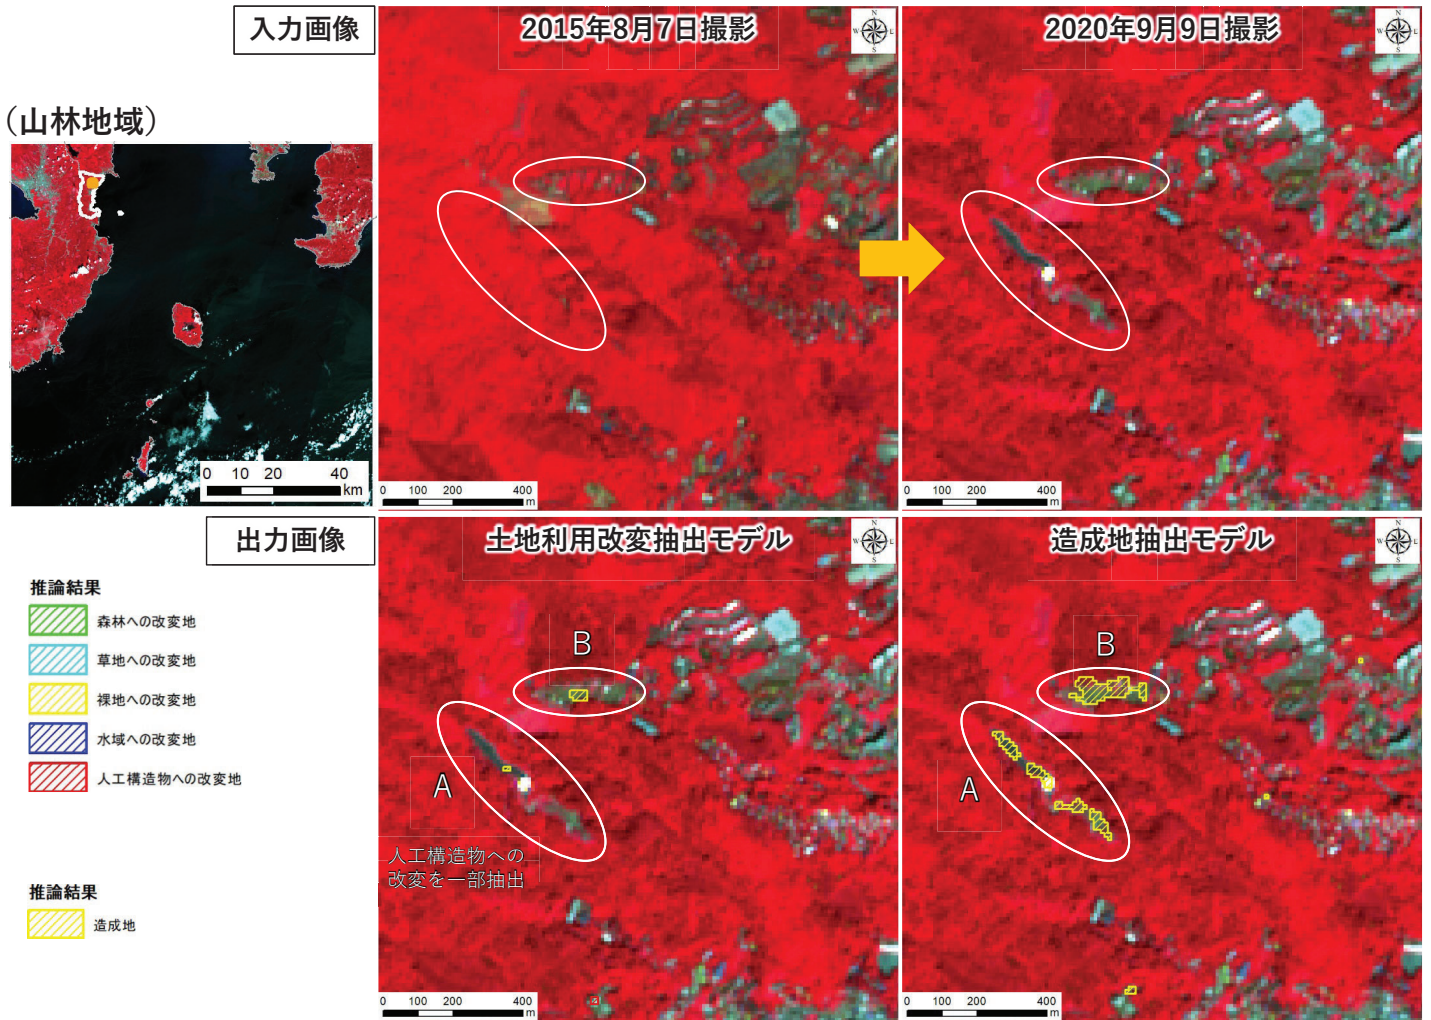 入力画像
2015年8月7日撮影
N
W
E
S
2020年9月9日撮影
N
W
E
S
（山林地域）
0 10 20 40
km
0 100 200 400
m
0 100 200 400
m
出力画像
土地利用改変抽出モデル
N
W
E
S
造成地抽出モデル
N
W
E
S
推論結果
森林への改変地
草地への改変地
裸地への改変地
水域への改変地
人工構造物への改変地
B
A
人工構造物への
改変を一部抽出
B
A
推論結果
造成地
0 100 200 400
m
0 100 200 400
m